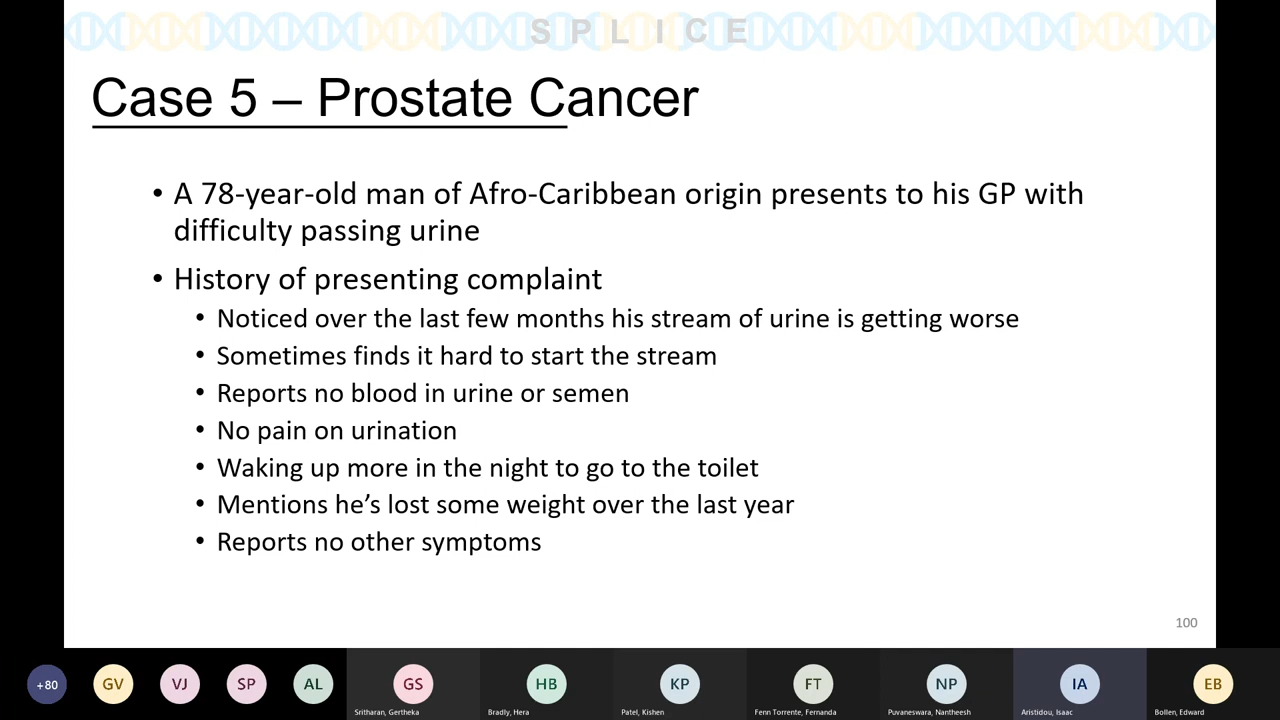 S P L I C E
Case 5 – Prostate Cancer
• A 78-year-old man of Afro-Caribbean origin presents to his GP with
difficulty passing urine
• History of presenting complaint
• Noticed over the last few months his stream of urine is getting worse
• Sometimes finds it hard to start the stream
• Reports no blood in urine or semen
• No pain on urination
• Waking up more in the night to go to the toilet
• Mentions he’s lost some weight over the last year
• Reports no other symptoms
100
+80 GV VJ SP AL GS HB KP FT NP IA EB
Sritharan, Gertheka Bradly, Hera Patel, Kishen Fenn Torrente, Fernanda Puvaneswara, Nantheesh Aristidou, Isaac Bollen, Edward